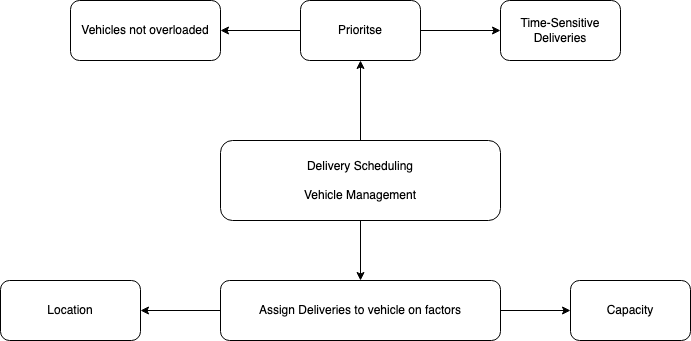 Vehicles not overloaded
Prioritse
Time-Sensitive
Deliveries
Delivery Scheduling
Vehicle Management
Location
Assign Deliveries to vehicle on factors
Capacity